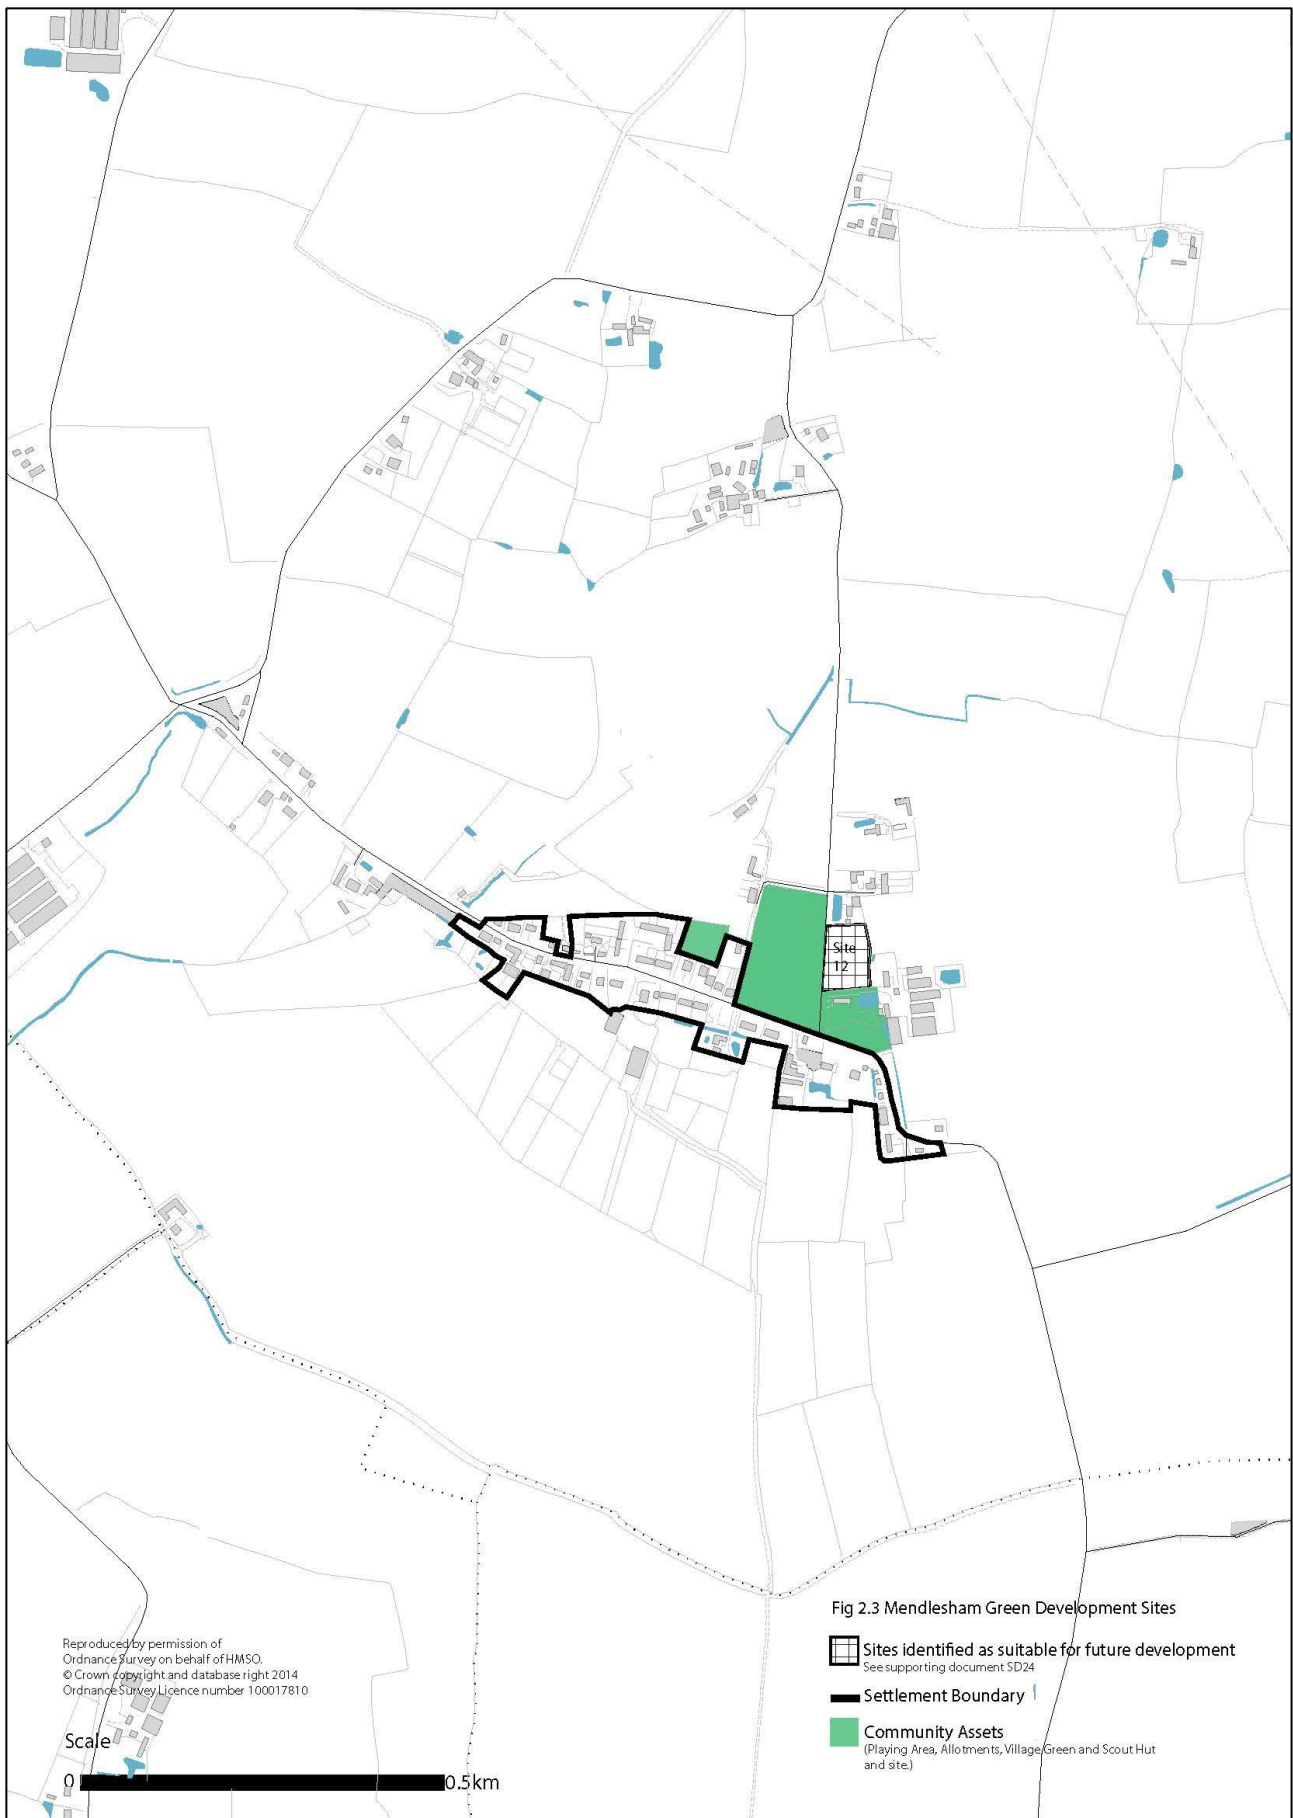 Site
12
Fig 2.3 Mendlesham Green Development Sites
Sites identified as suitable for future development
See supporting document SD24
Settlement Boundary
Community Assets
(Playing Area, Allotments, Village Green and Scout Hut
and site.)
Reproduced by permission of
Ordnance Survey on behalf of HMSO.
© Crown copyright and database right 2014
Ordnance Survey Licence number 100017810
Scale
0 0.5km